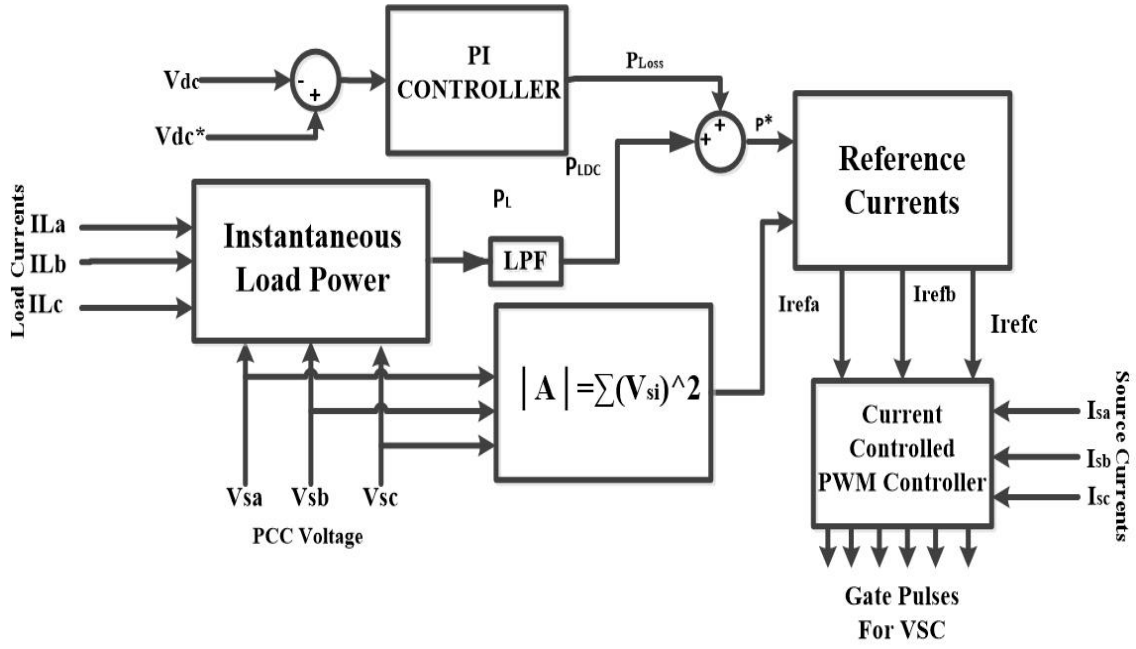 PI
CONTROLLER
Vdc
-
+
Vdc*
PLoss
+
+
P*
PLDC
Reference
Currents
Load Currents
ILa
ILb
ILc
Instantaneous
Load Power
PL
LPF
|A|=∑(Vsi)^2
Irefa
Irefb
Irefc
Current
Controlled
PWM Controller
Isa
Isb
Isc
Source Currents
Vsa
Vsb
Vsc
PCC Voltage
Gate Pulses
For VSC